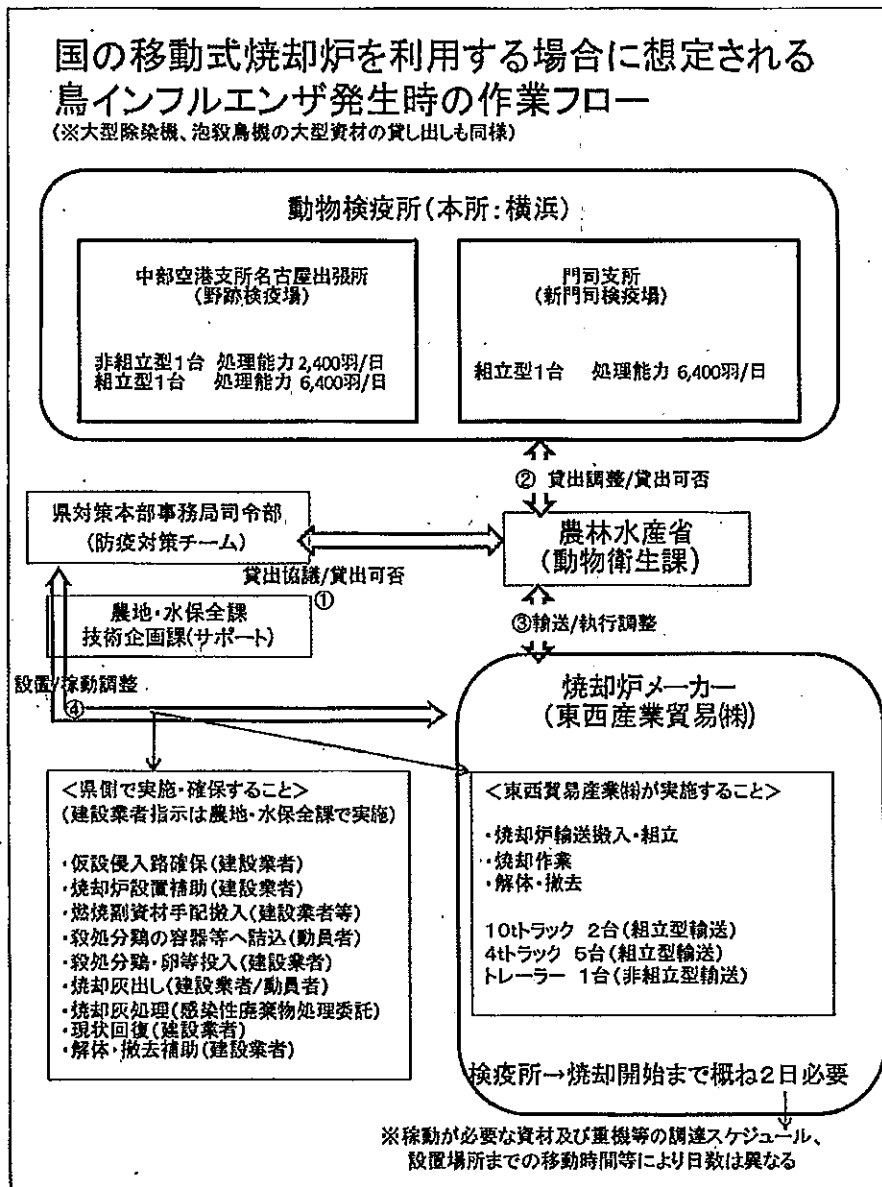 国の移動式焼却炉を利用する場合に想定される
鳥インフルエンザ発生時の作業フロー
(※大型除染機、泡殺鳥機の大型資材の貸し出しも同様)
動物検疫所(本所:横浜)
中部空港支所名古屋出張所
(野跡検疫場)
非組立型1台 処理能力 2,400羽/日
組立型1台 処理能力 6,400羽/日
門司支所
(新門司検疫場)
組立型1台 処理能力 6,400羽/日
② 貸出調整/貸出可否
県対策本部事務局司令部
(防疫対策チーム)
農林水産省
(動物衛生課)
貸出協議/貸出可否
①
農地・水保全課
技術企画課(サポート)
③輸送/執行調整
設置/稼動調整
④
焼却炉メーカー
(東西産業貿易㈱)
<県側で実施・確保すること>
(建設業者指示は農地・水保全課で実施)
・仮設侵入路確保(建設業者)
・焼却炉設置補助(建設業者)
・燃焼副資材手配搬入(建設業者等)
・殺処分鶏の容器等へ詰込(動員者)
・殺処分鶏・卵等投入(建設業者)
・焼却灰出し(建設業者/動員者)
・焼却灰処理(感染性廃棄物処理委託)
・現状回復(建設業者)
・解体・撤去補助(建設業者)
<東西貿易産業㈱が実施すること>
・焼却炉輸送搬入・組立
・焼却作業
・解体・撤去
10tトラック 2台(組立型輸送)
4tトラック 5台(組立型輸送)
トレーラー 1台(非組立型輸送)
検疫所→焼却開始まで概ね2日必要
※稼動が必要な資材及び重機等の調達スケジュール、
設置場所までの移動時間等により日数は異なる